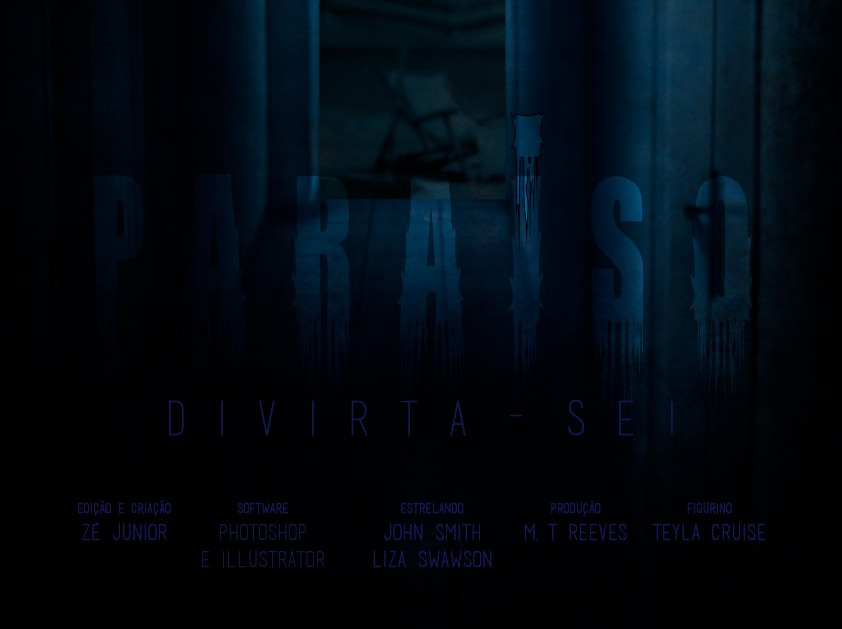 PARAÍSO
DIVIRTA-SE!
EDIÇÃO E CRIAÇÃO
ZÉ JUNIOR
SOFTWARE
PHOTOSHOP
E ILLUSTRATOR
ESTRELANDO
JOHN SMITH
LIZA SWAWSON
PRODUÇÃO
M. T REEVES
FIGURINO
TEYLA CRUISE